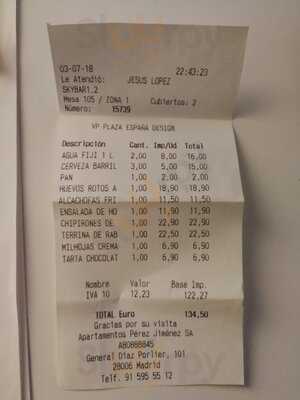 03-07-18 22:43:23
Le Atendió: JESUS LOPEZ
SKYBAR1.2
Mesa 105 / ZONA 1 Cubiertos: 2
Número: 15739
VP PLAZA ESPAÑA DESIGN
Descripción Cant. Imp/Ud Total
AGUA FIJI 1 L 2,00 8,00 16,00
CERVEZA BARRIL 3,00 5,00 15,00
PAN 1,00 2,00 2,00
HUEVOS ROTOS A 1,00 18,90 18,90
ALCACHOFAS FRI 1,00 11,50 11,50
ENSALADA DE HO 1,00 11,90 11,90
CHIPIRONES DE 1,00 22,90 22,90
TERRINA DE RAB 1,00 22,50 22,50
MILHOJAS CREMA 1,00 6,90 6,90
TARTA CHOCOLAT 1,00 6,90 6,90
Nombre Valor Base Imp.
IVA 10 12,23 122,27
TOTAL Euro 134,50
Gracias por su visita
Apartamentos Pérez Jiménez SA
A80888845
General Díaz Porlier, 101
28006 Madrid
Telf. 91 595 55 12